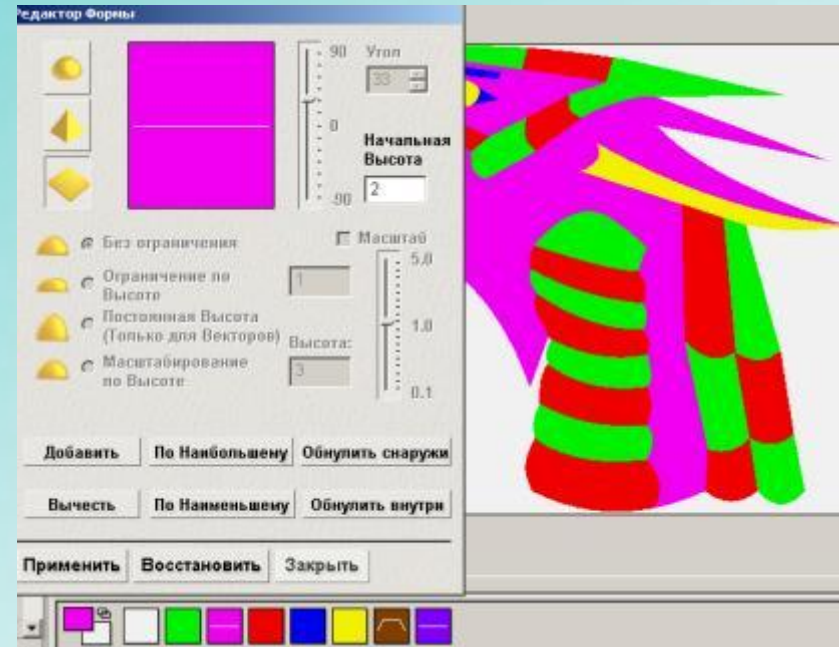 Редактор Формы
90
Угол
33
0
Начальная
Высота
2
90
Без ограничения
Масштаб
5.0
Ограничение по
Высоте
1
Постоянная Высота
(Только для Векторов)
1.0
Высота:
Масштабирование
по Высоте
3
0.1
Добавить
По Наибольшему
Обнулить снаружи
Вычесть
По Наименьшему
Обнулить внутри
Применить
Восстановить
Закрыть